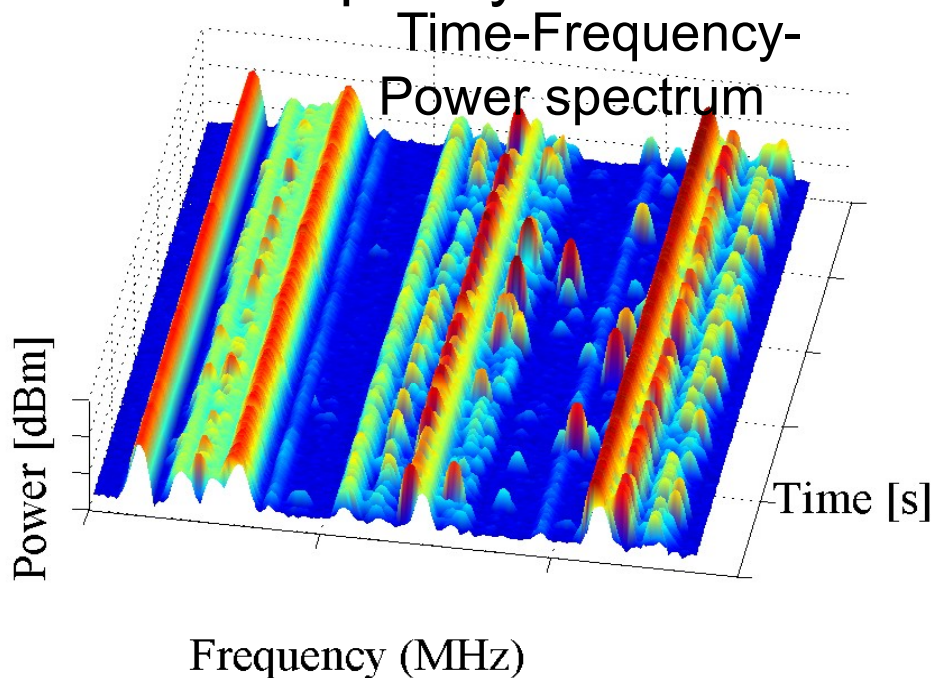 Time-Frequency-
Power spectrum
Power [dBm]
Time [s]
Frequency (MHz)